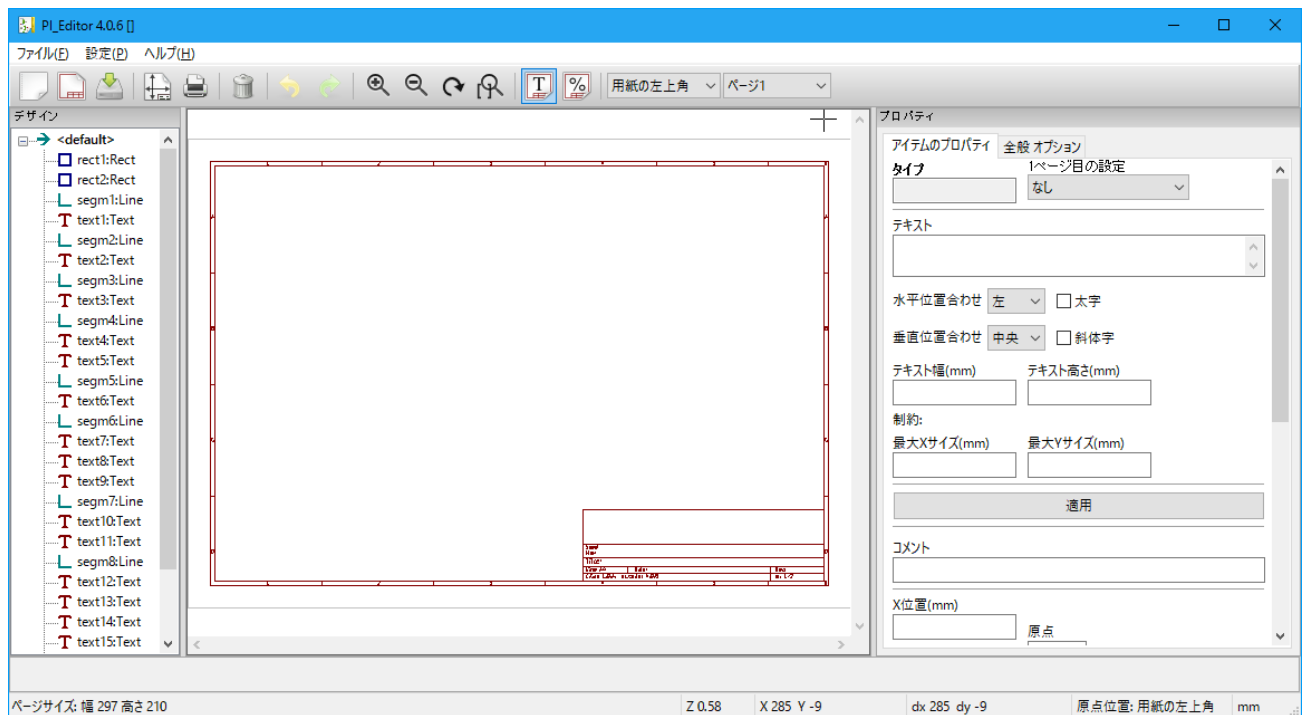 Pl_Editor 4.0.6 []
ファイル(F) 設定(P) ヘルプ(H)
T % 用紙の左上角 ページ1
デザイン
<default>
rect1:Rect
rect2:Rect
segm1:Line
text1:Text
segm2:Line
text2:Text
segm3:Line
text3:Text
segm4:Line
text4:Text
text5:Text
segm5:Line
text6:Text
segm6:Line
text7:Text
text8:Text
text9:Text
segm7:Line
text10:Text
text11:Text
segm8:Line
text12:Text
text13:Text
text14:Text
text15:Text
プロパティ
アイテムのプロパティ 全般 オプション
タイプ 1ページ目の設定
なし
テキスト
水平位置合わせ 左 太字
垂直位置合わせ 中央 斜体字
テキスト幅(mm) テキスト高さ(mm)
制約:
最大Xサイズ(mm) 最大Yサイズ(mm)
適用
コメント
X位置(mm)
原点
ページサイズ: 幅 297 高さ 210 Z 0.58 X 285 Y -9 dx 285 dy -9 原点位置: 用紙の左上角 mm